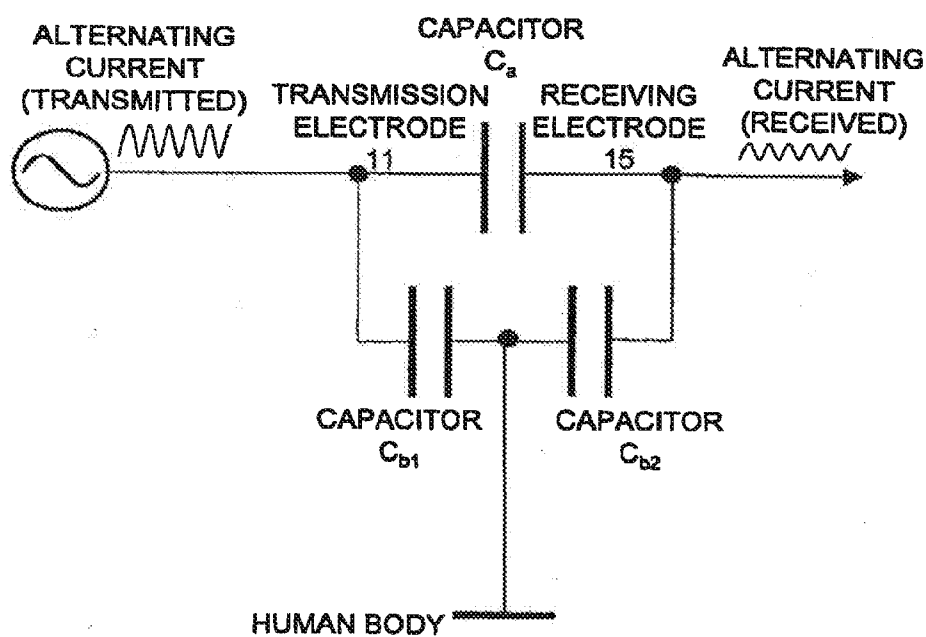 ALTERNATING
CURRENT
(TRANSMITTED)
CAPACITOR
Ca
TRANSMISSION
ELECTRODE
11
RECEIVING
ELECTRODE
15
ALTERNATING
CURRENT
(RECEIVED)
CAPACITOR
Cb1
CAPACITOR
Cb2
HUMAN BODY